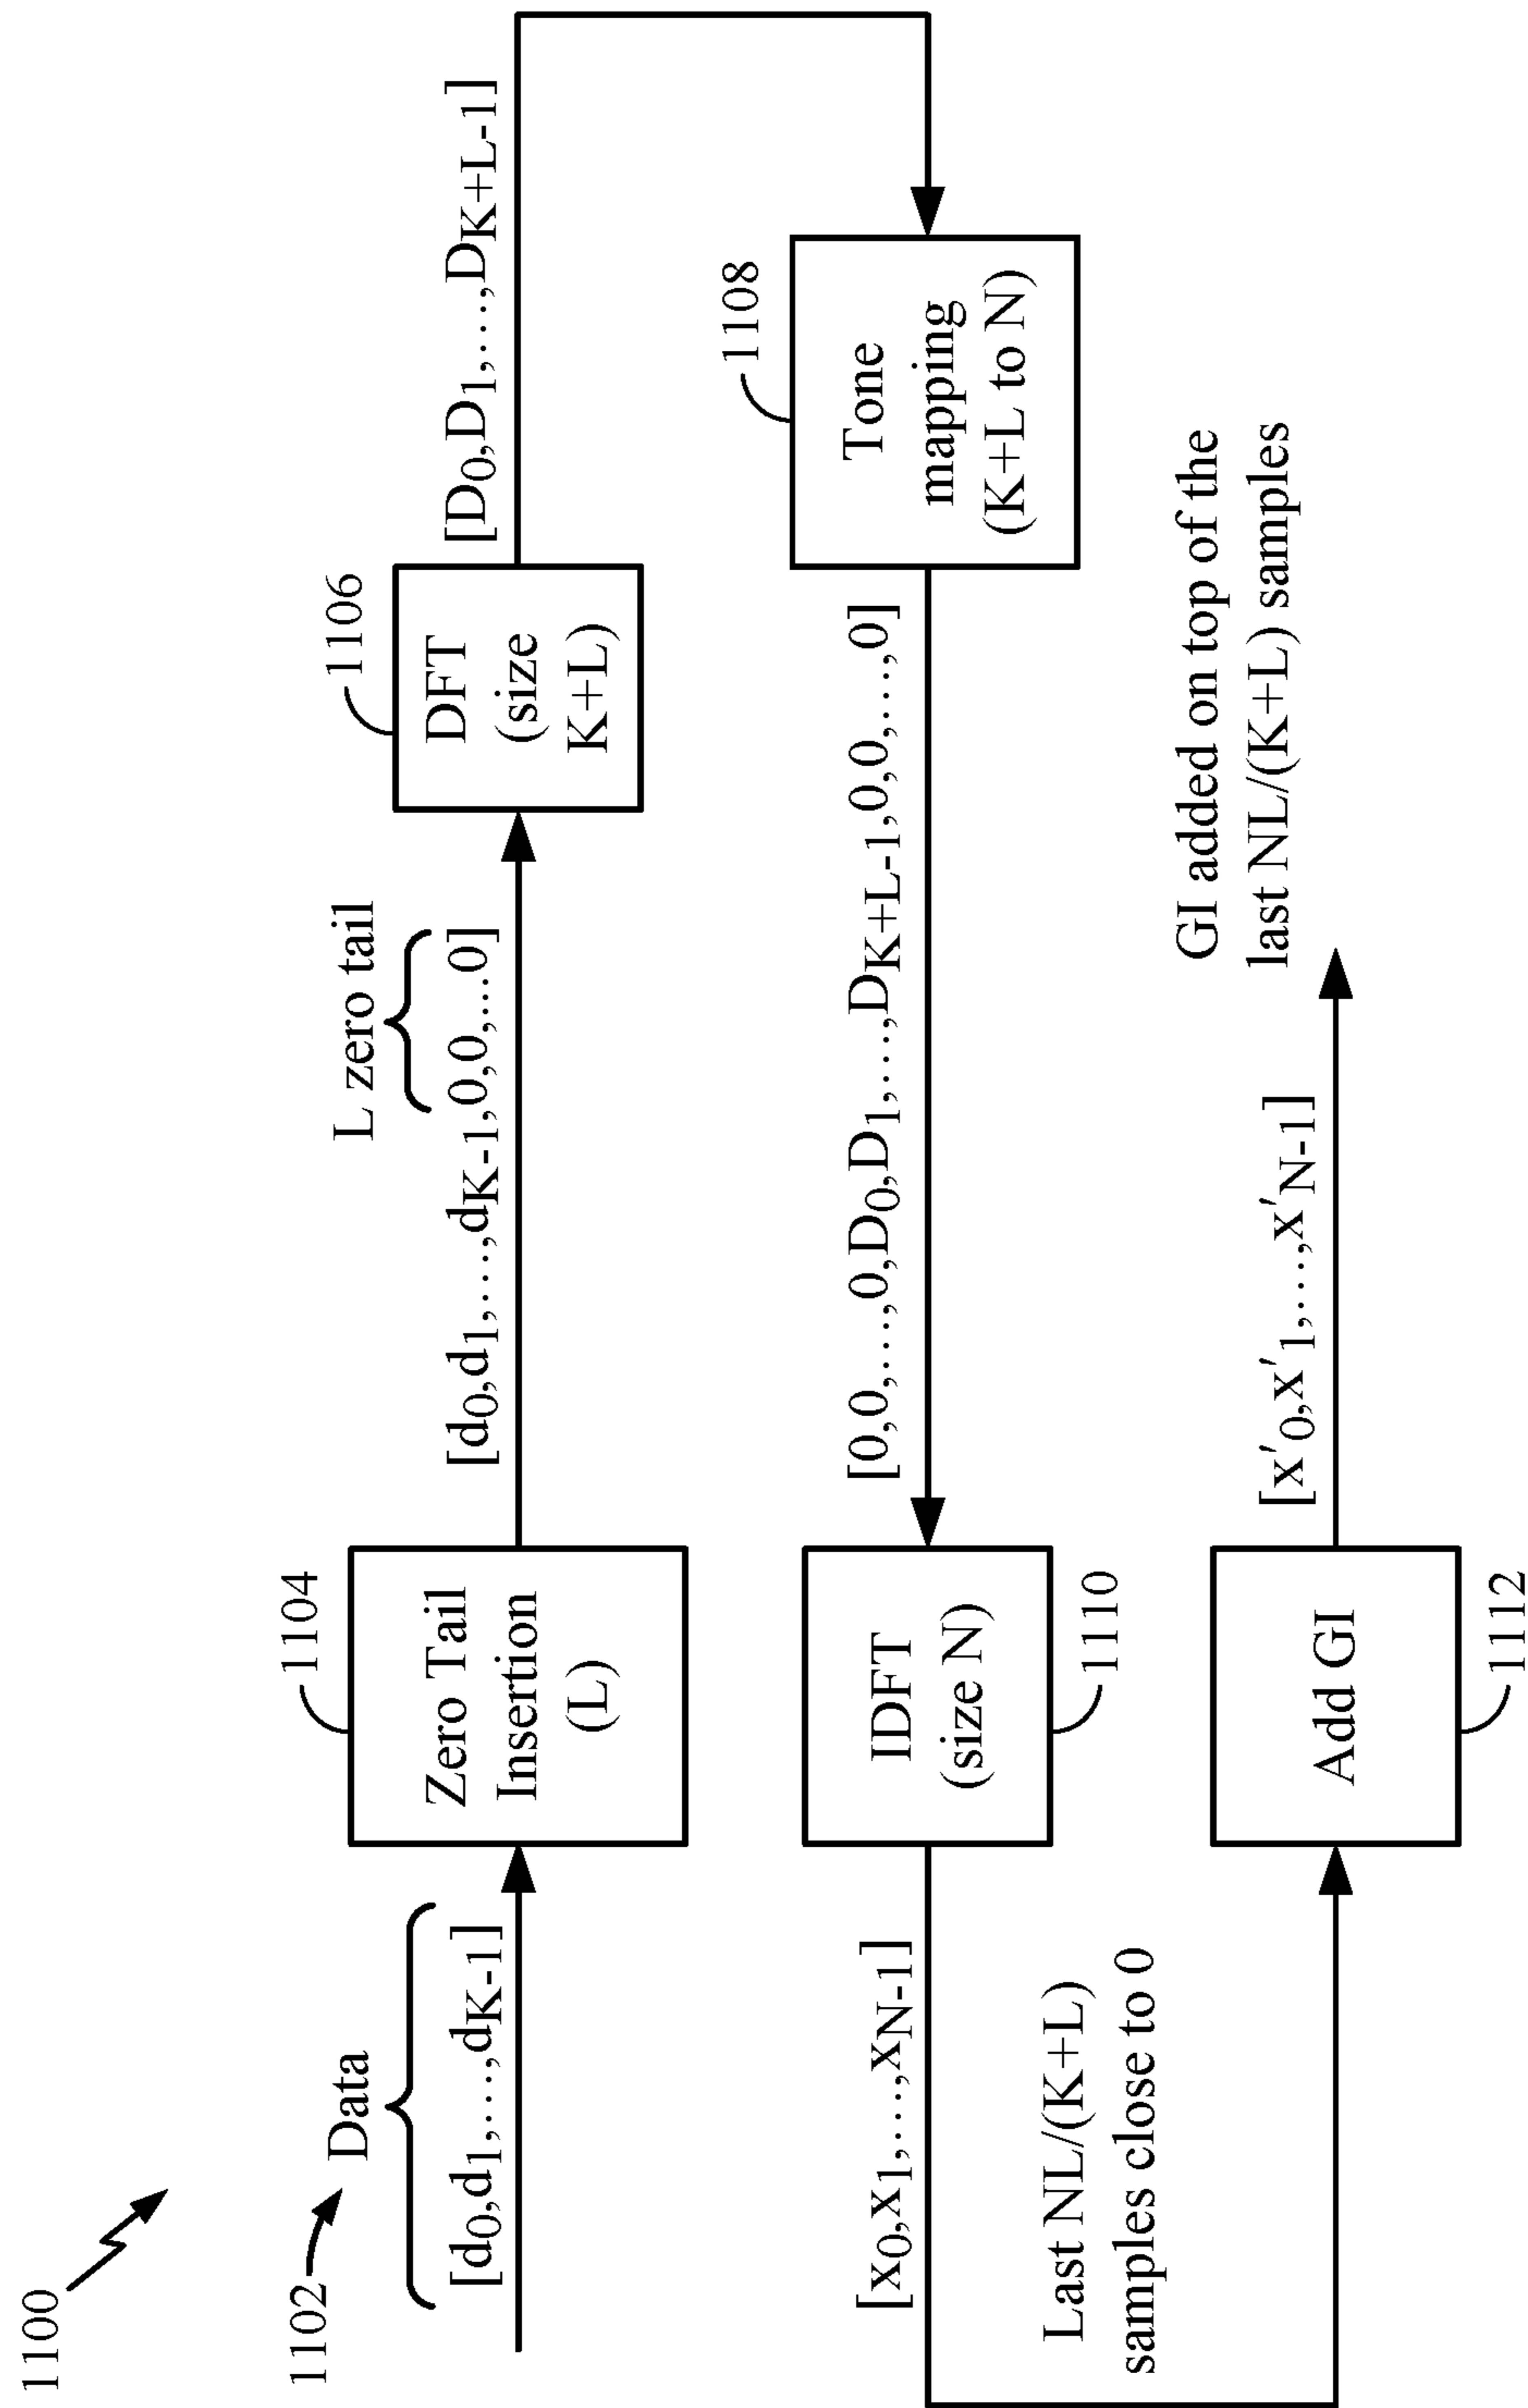 1100
1102
Data
[d0,d1,...,dK-1]
1104
Zero Tail
Insertion
(L)
L zero tail
[d0,d1,...,dK-1,0,0,...0]
1106
DFT
(size
K+L)
[D0,D1,...,DK+L-1]
1108
Tone
mapping
(K+L to N)
[0,0,...,0,D0,D1,...,DK+L-1,0,0,...,0]
IDFT
(size N)
1110
[x0,x1,...,xN-1]
Last NL/(K+L)
samples close to 0
Add GI
1112
[x'0,x'1,...,x'N-1]
GI added on top of the
last NL/(K+L) samples